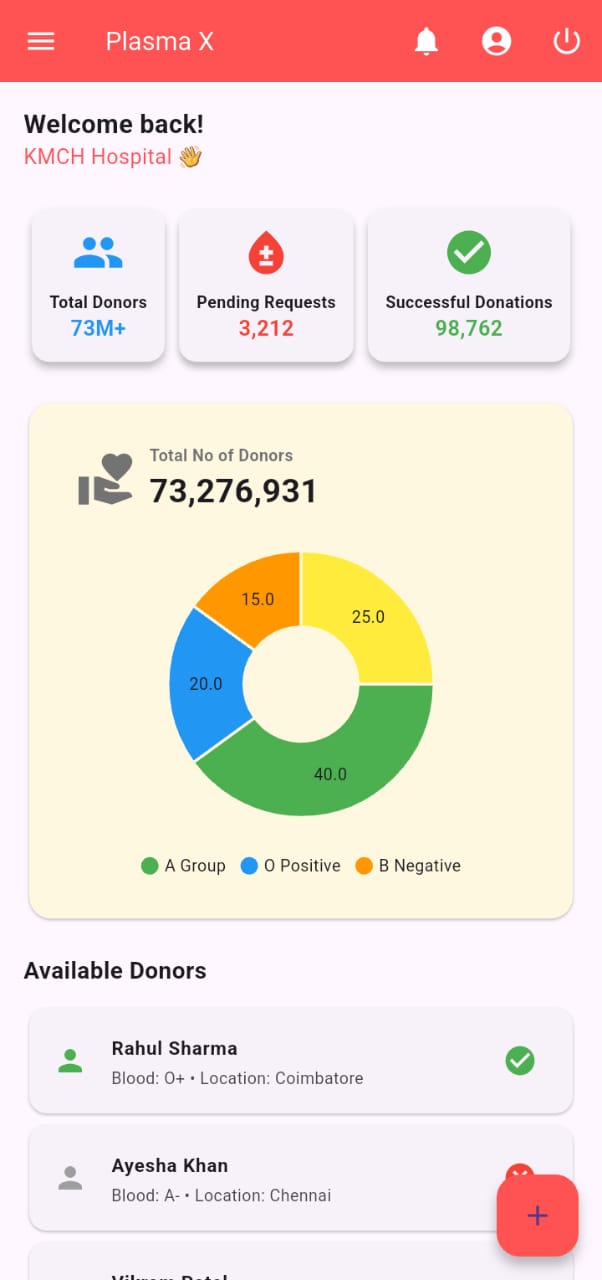 Plasma X
Welcome back!
KMCH Hospital 👋
Total Donors
73M+
Pending Requests
3,212
Successful Donations
98,762
Total No of Donors
73,276,931
15.0
25.0
20.0
40.0
A Group
O Positive
B Negative
Available Donors
Rahul Sharma
Blood: O+ • Location: Coimbatore
Ayesha Khan
Blood: A- • Location: Chennai